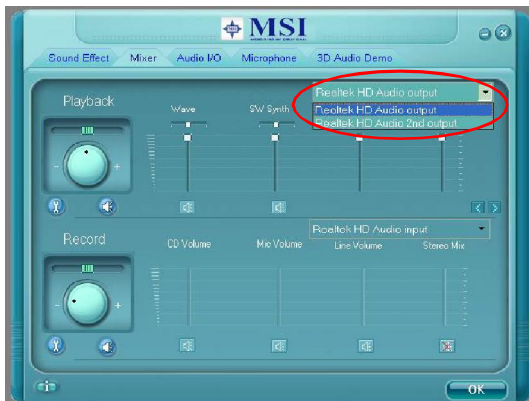 MSI
Sound Effect Mixer Audio I/O Microphone 3D Audio Demo
Realtek HD Audio output
Playback
Wave SW Synth
Realtek HD Audio output
Realtek HD Audio 2nd output
- +
Realtek HD Audio input
Record
CD Volume Mic Volume Line Volume Stereo Mix
- +
i
OK